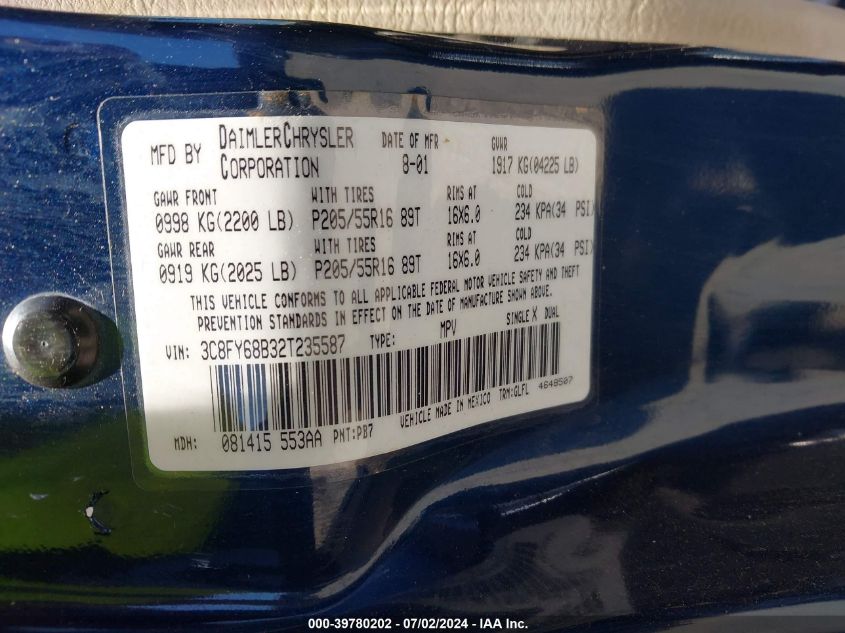 MFD BY DAIMLERCHRYSLER CORPORATION DATE OF MFR 8-01 GVWR 1917 KG(04225 LB)
GAWR FRONT WITH TIRES RIMS AT COLD
0998 KG(2200 LB) P205/55R16 89T 16X6.0 234 KPA(34 PSI)
GAWR REAR WITH TIRES RIMS AT COLD
0919 KG(2025 LB) P205/55R16 89T 16X6.0 234 KPA(34 PSI)
THIS VEHICLE CONFORMS TO ALL APPLICABLE FEDERAL MOTOR VEHICLE SAFETY AND THEFT
PREVENTION STANDARDS IN EFFECT ON THE DATE OF MANUFACTURE SHOWN ABOVE.
VIN: 3C8FY68B32T235587 TYPE: MPV SINGLE X DUAL
VEHICLE MADE IN MEXICO TRM:GLFL 4648507
MDH: 081415 553AA PNT:PB7
000-39780202 - 07/02/2024 - IAAI Inc.